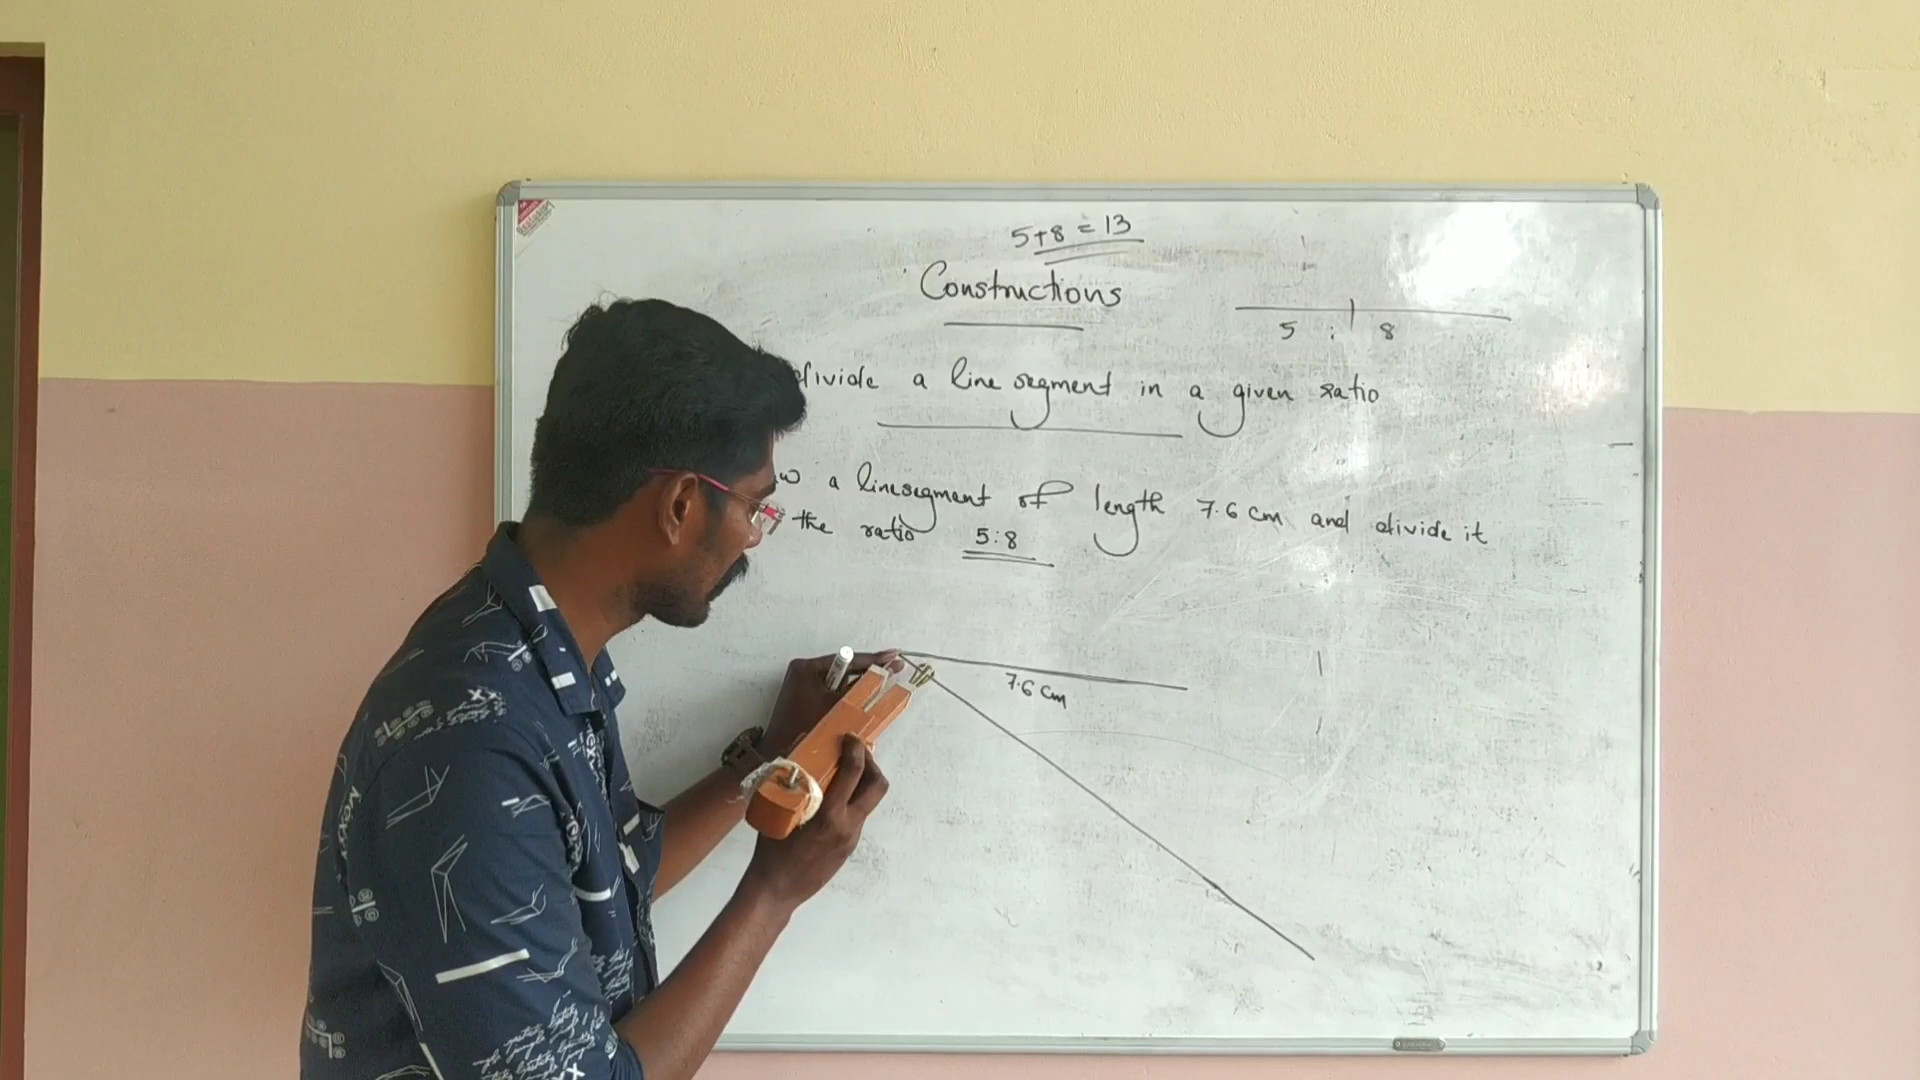 5+8 = 13
Constructions
5 : 8
divide a line segment in a given ratio
a linesegment of length 7.6 cm and divide it
the ratio 5:8
7.6 cm